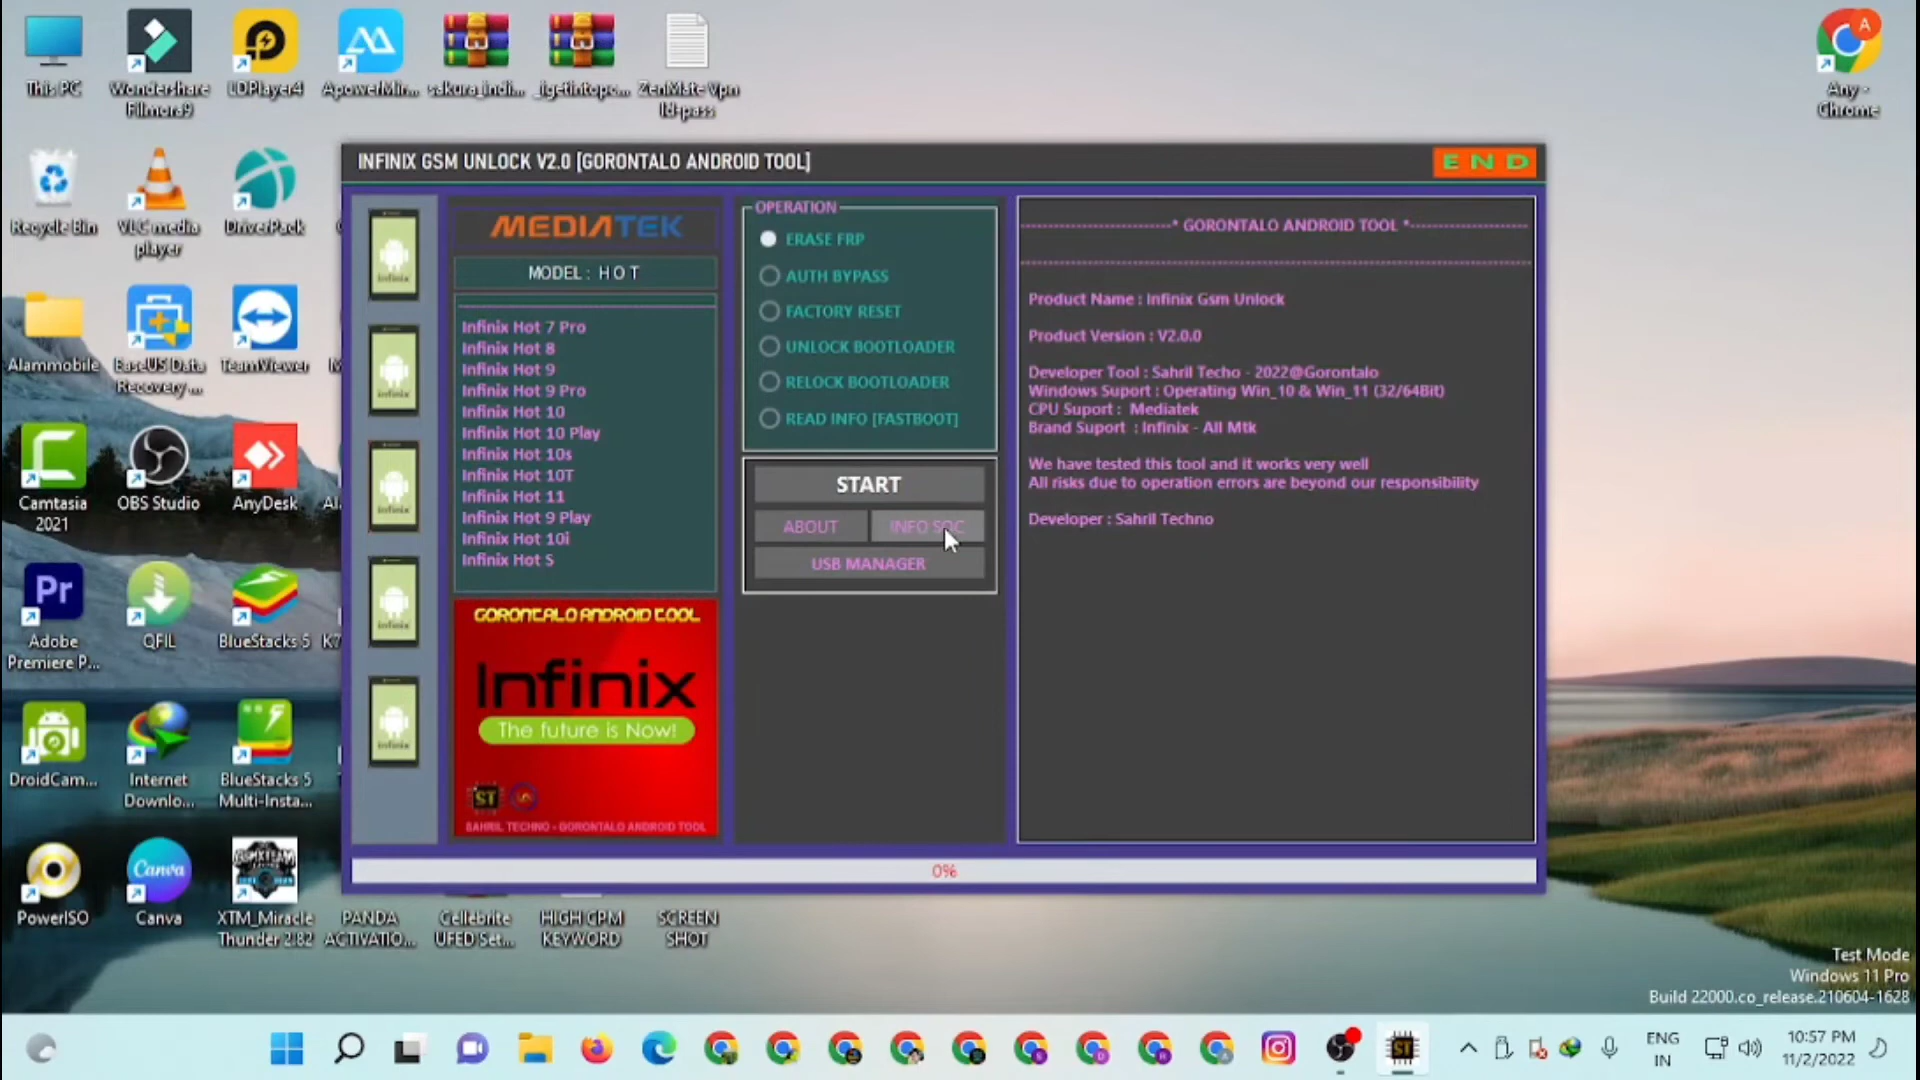 This PC
Wondershare
Filmora9
LDPlayer4
ApowerMir...
sakura_indi...
_igetintopc...
ZenMate Vpn
Id-pass
Any -
Chrome
INFINIX GSM UNLOCK V2.0 [GORONTALO ANDROID TOOL]
E N D
Recycle Bin
VLC media
player
DriverPack
MEDIATEK
MODEL : H O T
Infinix Hot 7 Pro
Infinix Hot 8
Infinix Hot 9
Infinix Hot 9 Pro
Infinix Hot 10
Infinix Hot 10 Play
Infinix Hot 10s
Infinix Hot 10T
Infinix Hot 11
Infinix Hot 9 Play
Infinix Hot 10i
Infinix Hot S
OPERATION
ERASE FRP
AUTH BYPASS
FACTORY RESET
UNLOCK BOOTLOADER
RELOCK BOOTLOADER
READ INFO [FASTBOOT]
START
ABOUT
INFO SOC
USB MANAGER
* GORONTALO ANDROID TOOL *
Product Name : Infinix Gsm Unlock
Product Version : V2.0.0
Developer Tool : Sahril Techo - 2022@Gorontalo
Windows Suport : Operating Win_10 & Win_11 (32/64Bit)
CPU Suport : Mediatek
Brand Suport : Infinix - All Mtk
We have tested this tool and it works very well
All risks due to operation errors are beyond our responsibility
Developer : Sahril Techno
Alammobile
EaseUS Data
Recovery ...
TeamViewer
Camtasia
2021
OBS Studio
AnyDesk
Adobe
Premiere P...
QFIL
BlueStacks 5
GORONTALO ANDROID TOOL
Infinix
The future is Now!
ST
SAHRIL TECHNO - GORONTALO ANDROID TOOL
DroidCam...
Internet
Downlo...
BlueStacks 5
Multi-Insta...
0%
PowerISO
Canva
XTM_Miracle
Thunder 2.82
PANDA
ACTIVATIO...
Cellebrite
UFED Set...
HIGH CPM
KEYWORD
SCREEN
SHOT
Test Mode
Windows 11 Pro
Build 22000.co_release.210604-1628
ENG
IN
10:57 PM
11/2/2022